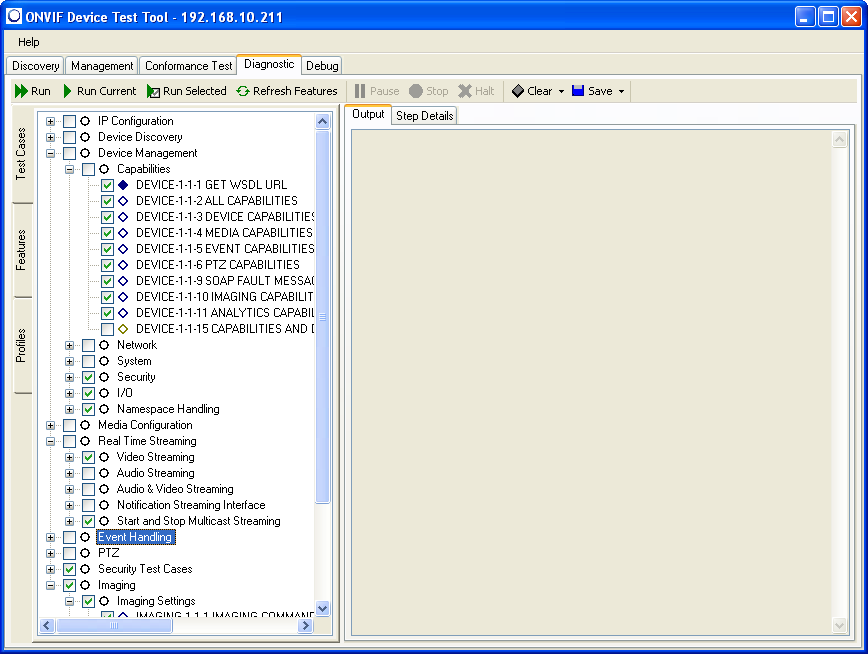 ONVIF Device Test Tool - 192.168.10.211
Help
Discovery Management Conformance Test Diagnostic Debug
Run Run Current Run Selected Refresh Features Pause Stop Halt Clear Save
Test Cases
Features
Profiles
IP Configuration
Device Discovery
Device Management
Capabilities
DEVICE-1-1-1 GET WSDL URL
DEVICE-1-1-2 ALL CAPABILITIES
DEVICE-1-1-3 DEVICE CAPABILITIES
DEVICE-1-1-4 MEDIA CAPABILITIES
DEVICE-1-1-5 EVENT CAPABILITIES
DEVICE-1-1-6 PTZ CAPABILITIES
DEVICE-1-1-9 SOAP FAULT MESSAG
DEVICE-1-1-10 IMAGING CAPABILIT
DEVICE-1-1-11 ANALYTICS CAPABIL
DEVICE-1-1-15 CAPABILITIES AND D
Network
System
Security
I/O
Namespace Handling
Media Configuration
Real Time Streaming
Video Streaming
Audio Streaming
Audio & Video Streaming
Notification Streaming Interface
Start and Stop Multicast Streaming
Event Handling
PTZ
Security Test Cases
Imaging
Imaging Settings
IMAGING-1-1-1 IMAGING COMMAND
Output Step Details